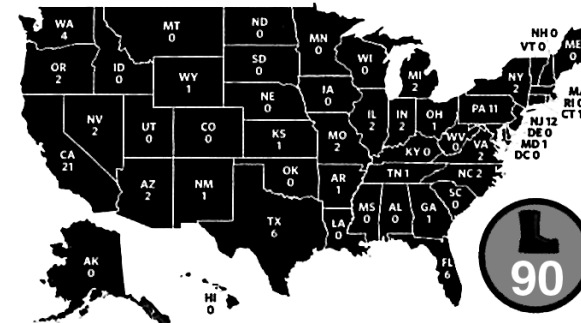 WA
4
MT
0
ND
0
MN
0
NH 0
VT 0
ME
0
OR
2
ID
0
SD
0
WI
0
MI
2
NY
2
WY
1
IA
0
NE
0
PA 11
CT 1
NJ 12
DE 0
MD 1
DC 0
NV
2
UT
0
CO
0
KS
1
MO
2
IL
2
IN
2
OH
WV
0
VA
2
KY 0
CA
21
AZ
2
NM
1
OK
0
AR
1
TN 1
NC 2
SC
0
TX
6
LA
0
MS
0
AL
0
GA
1
FL
6
AK
0
HI
0
90